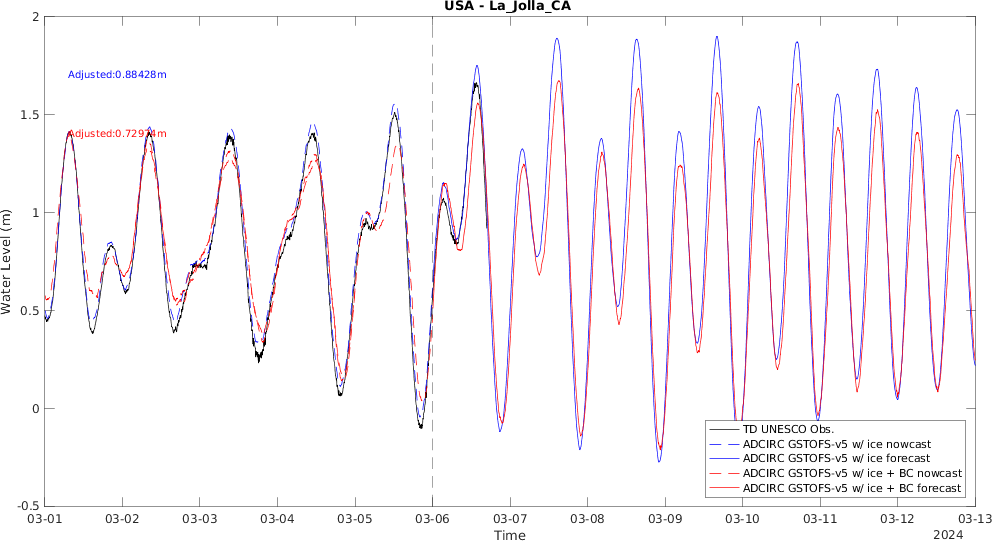 USA - La_Jolla_CA
Water Level (m)
2
1.5
1
0.5
0
-0.5
Adjusted:0.88428m
TD UNESCO Obs.
ADCIRC GSTOFS-v5 w/ ice nowcast
ADCIRC GSTOFS-v5 w/ ice forecast
ADCIRC GSTOFS-v5 w/ ice + BC nowcast
ADCIRC GSTOFS-v5 w/ ice + BC forecast
03-01 03-02 03-03 03-04 03-05 03-06 03-07 03-08 03-09 03-10 03-11 03-12 03-13
Time
2024